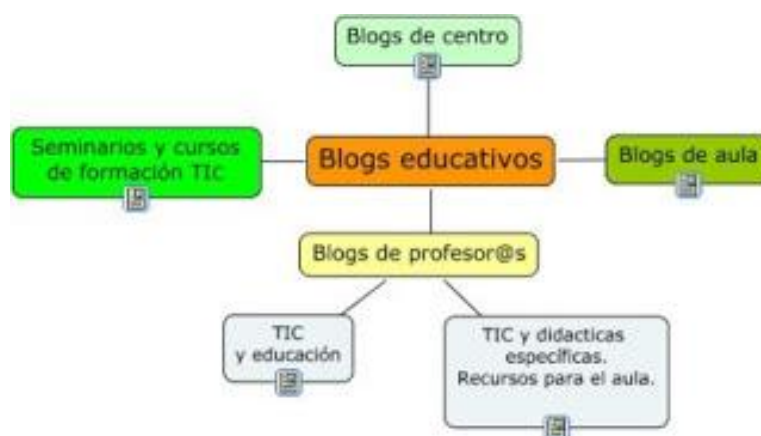 Blogs de centro
Seminarios y cursos
de formación TIC
Blogs educativos
Blogs de aula
Blogs de profesor@s
TIC
y educación
TIC y didacticas
específicas.
Recursos para el aula.